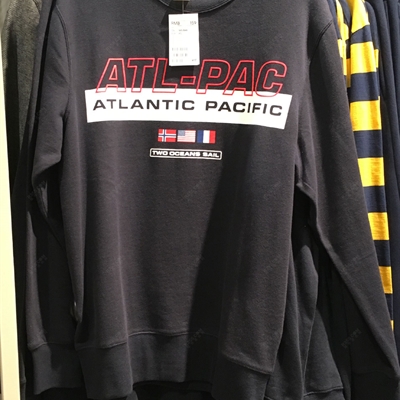 ATL-PAC
ATLANTIC PACIFIC
TWO OCEANS SAIL